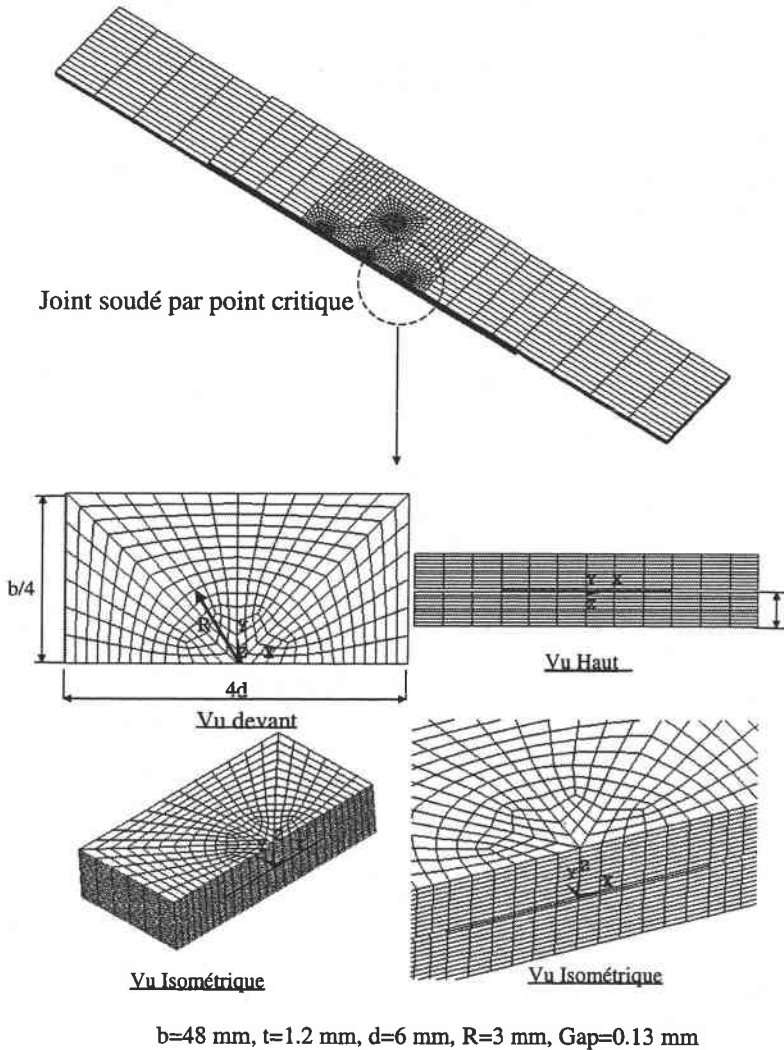 Joint soudé par point critique
b/4
R
Y
X
4d
Vu devant
Y X
Z
Vu Haut
Vu Isométrique
Z
Y X
Vu Isométrique
b=48 mm, t=1.2 mm, d=6 mm, R=3 mm, Gap=0.13 mm